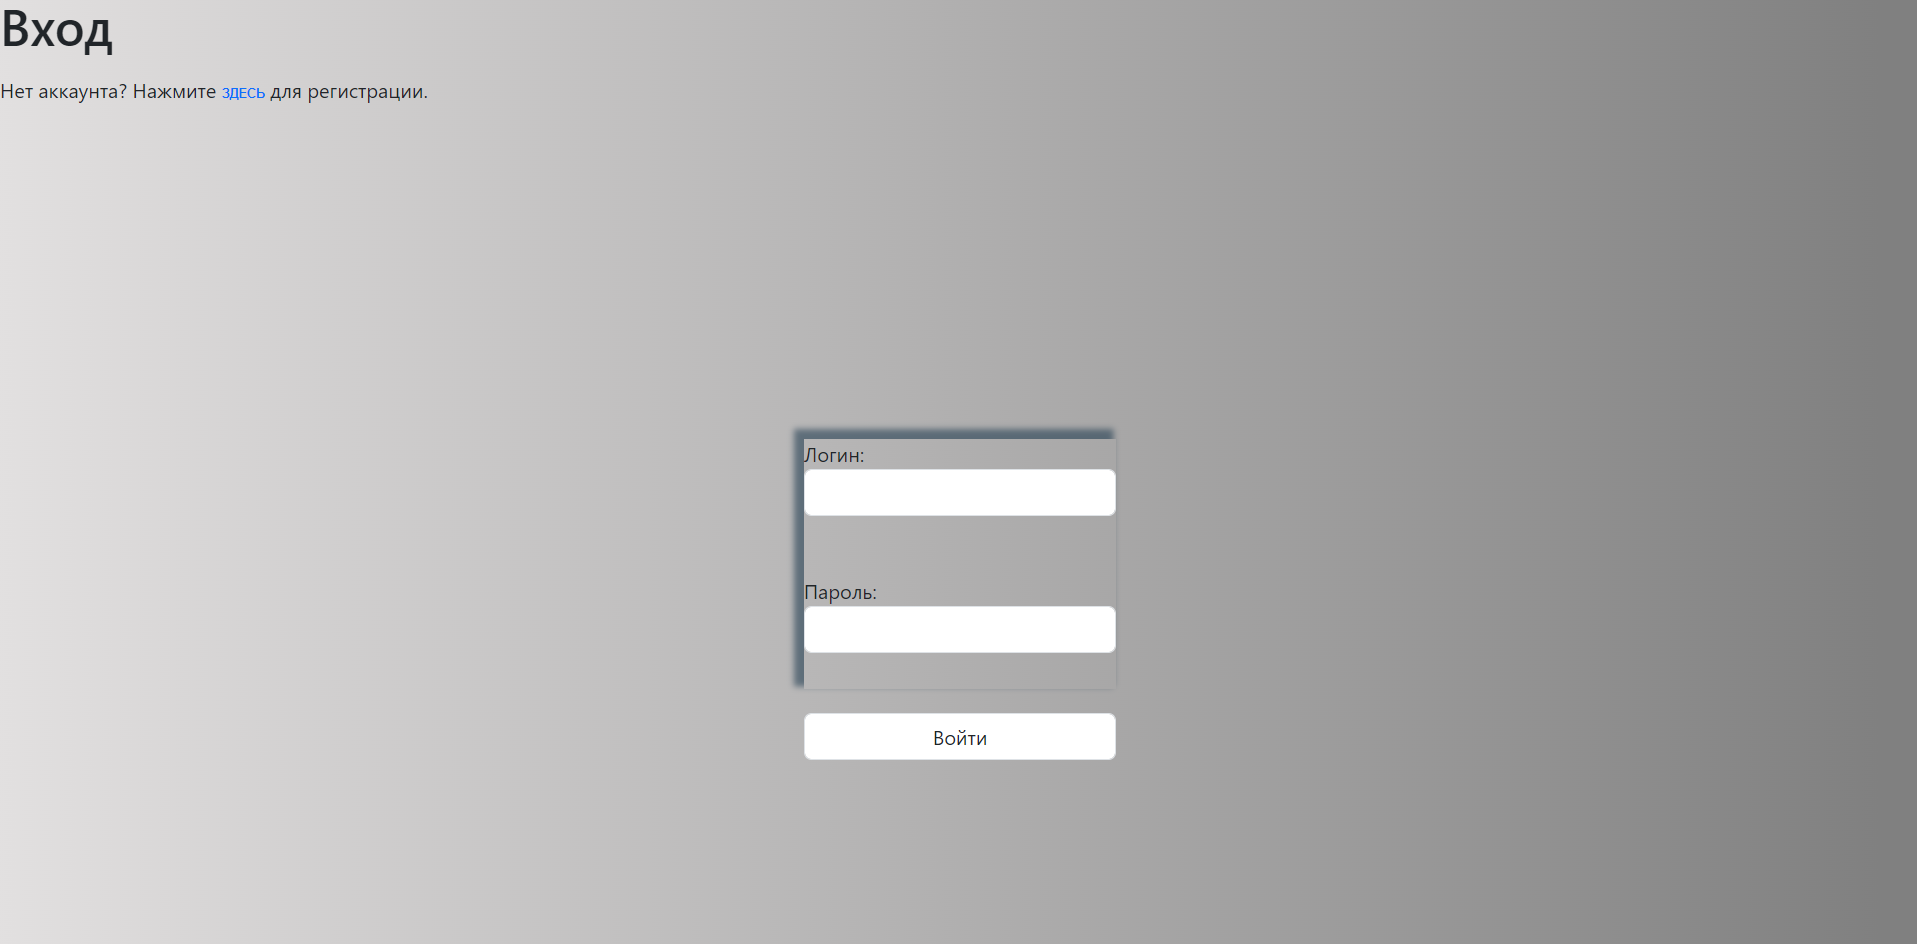 Вход
Нет аккаунта? Нажмите здесь для регистрации.
Логин:
Пароль:
Войти